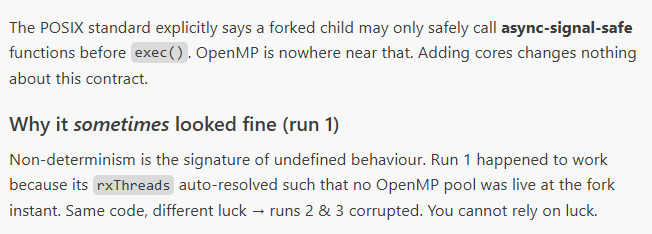 The POSIX standard explicitly says a forked child may only safely call async-signal-safe
functions before exec(). OpenMP is nowhere near that. Adding cores changes nothing
about this contract.
Why it sometimes looked fine (run 1)
Non-determinism is the signature of undefined behaviour. Run 1 happened to work
because its rxThreads auto-resolved such that no OpenMP pool was live at the fork
instant. Same code, different luck → runs 2 & 3 corrupted. You cannot rely on luck.